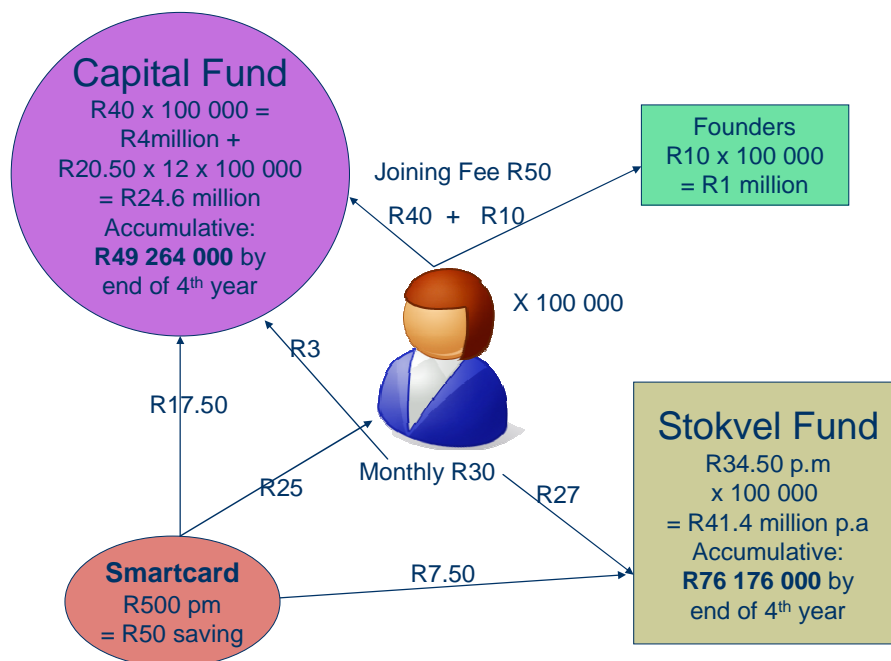 Capital Fund
R40 x 100 000 =
R4million +
R20.50 x 12 x 100 000
= R24.6 million
Accumulative:
R49 264 000 by
end of 4th year
Founders
R10 x 100 000
= R1 million
Joining Fee R50
R40 + R10
X 100 000
R3
R17.50
R25
Monthly R30
R27
R7.50
Stokvel Fund
R34.50 p.m
x 100 000
= R41.4 million p.a
Accumulative:
R76 176 000 by
end of 4th year
Smartcard
R500 pm
= R50 saving